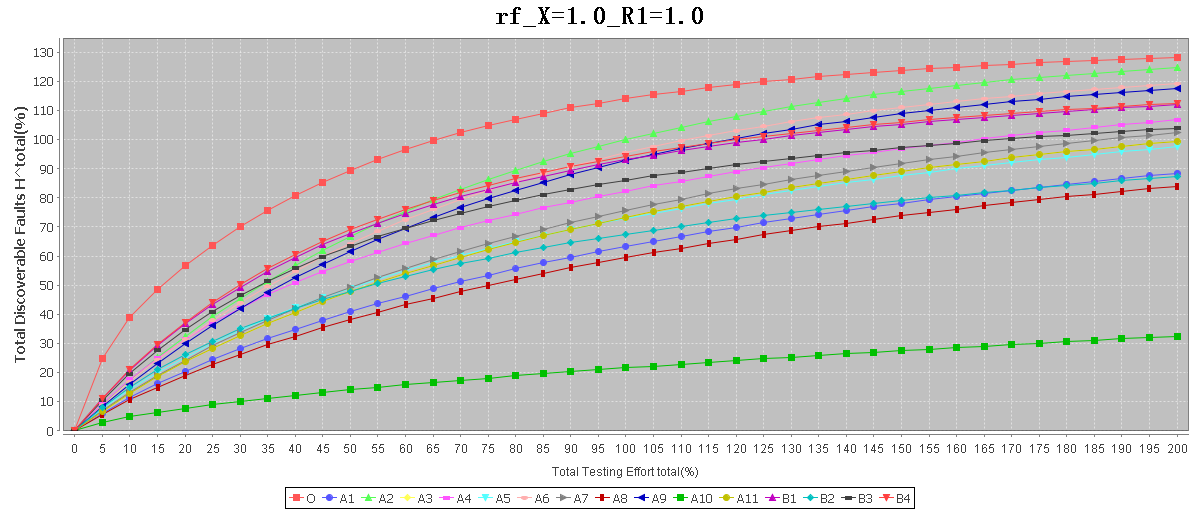 rf_X=1.0_R1=1.0
Total Discoverable Faults H^total(%)
130
120
110
100
90
80
70
60
50
40
30
20
10
0
0 5 10 15 20 25 30 35 40 45 50 55 60 65 70 75 80 85 90 95 100 105 110 115 120 125 130 135 140 145 150 155 160 165 170 175 180 185 190 195 200
Total Testing Effort total(%)
O A1 A2 A3 A4 A5 A6 A7 A8 A9 A10 A11 B1 B2 B3 B4